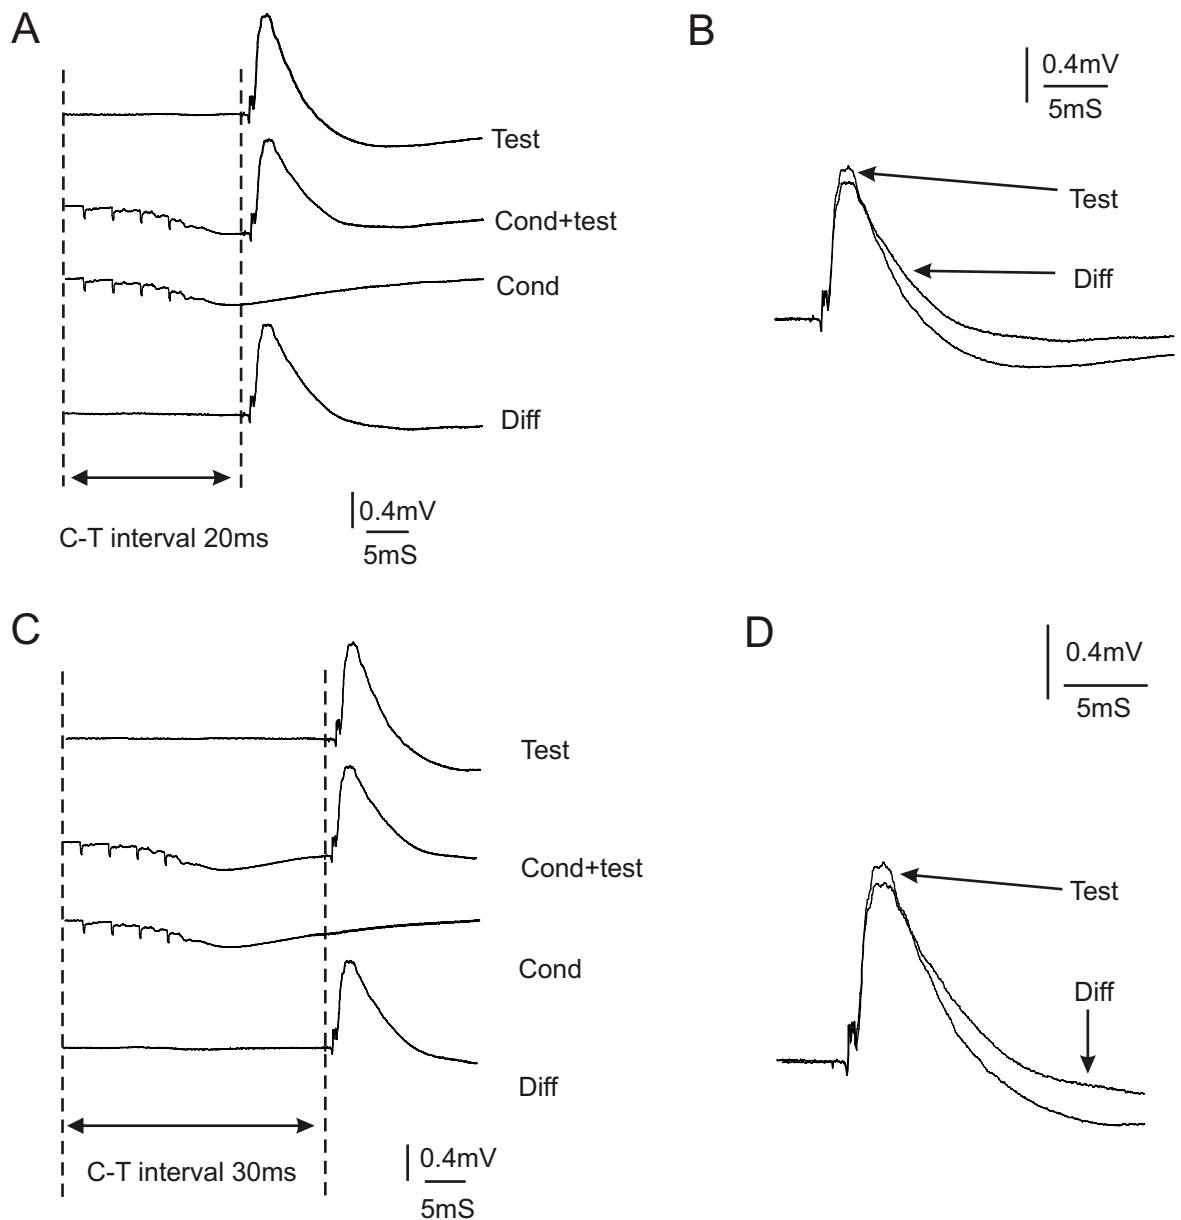 A
Test
Cond+test
Cond
Diff
C-T interval 20ms
0.4mV
5mS
B
0.4mV
5mS
Test
Diff
C
Test
Cond+test
Cond
Diff
C-T interval 30ms
0.4mV
5mS
D
0.4mV
5mS
Test
Diff